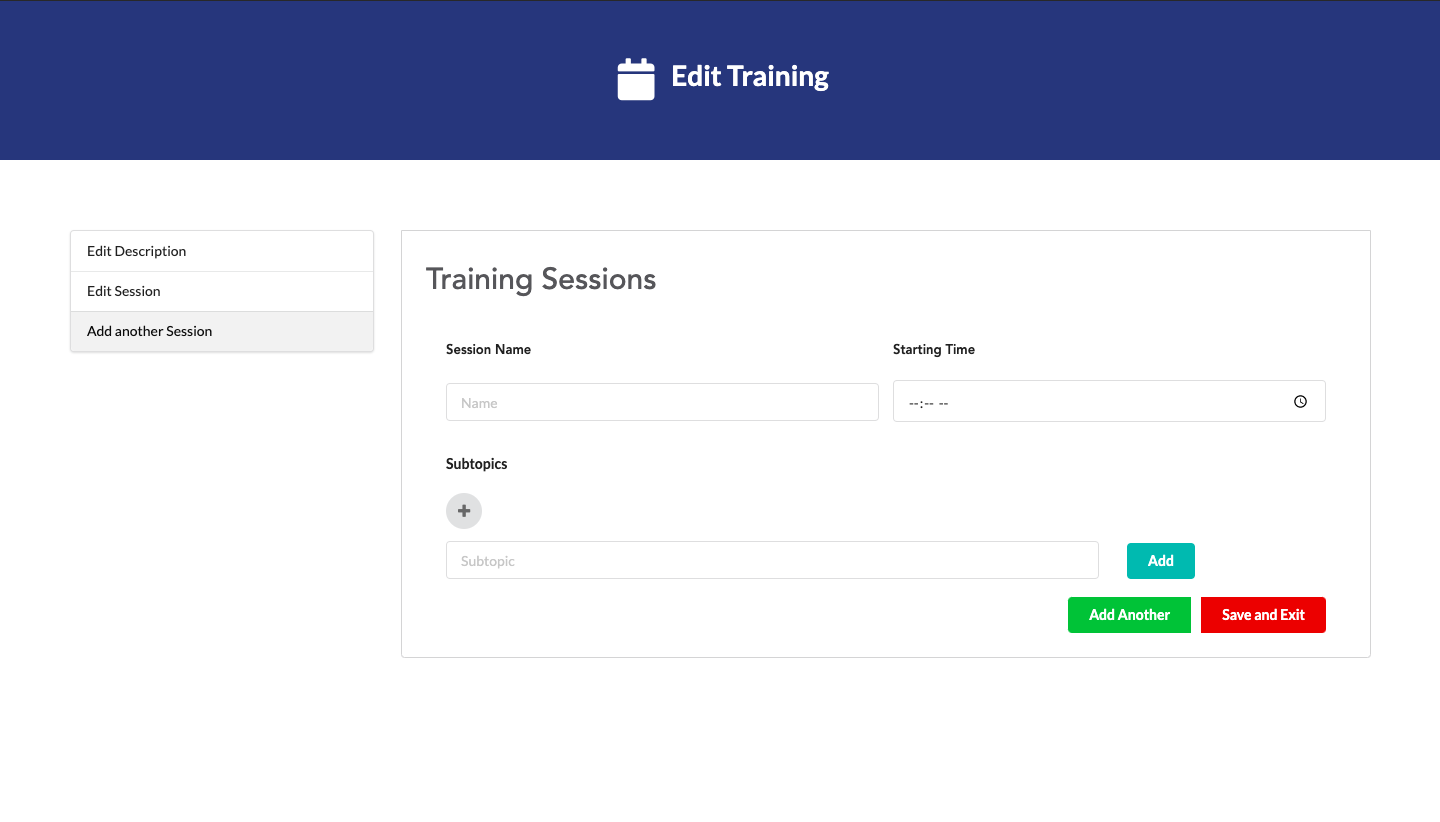 Edit Training
Edit Description
Edit Session
Add another Session
Training Sessions
Session Name
Starting Time
Name
--:-- --
Subtopics
Subtopic
Add
Add Another
Save and Exit